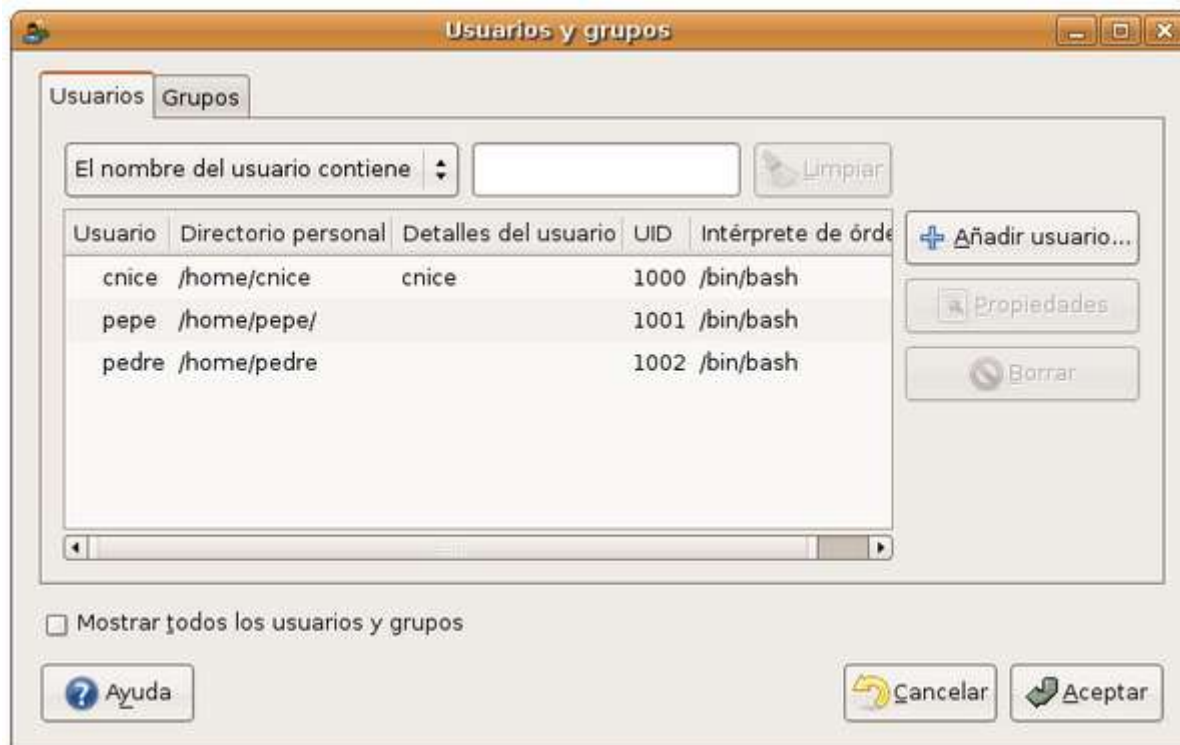 Usuarios y grupos
Usuarios Grupos
El nombre del usuario contiene Limpiar
Usuario Directorio personal Detalles del usuario UID Intérprete de órde
Añadir usuario...
cnice /home/cnice cnice 1000 /bin/bash
Propiedades
pepe /home/pepe/ 1001 /bin/bash
pedre /home/pedre 1002 /bin/bash
Borrar
Mostrar todos los usuarios y grupos
Ayuda Cancelar Aceptar